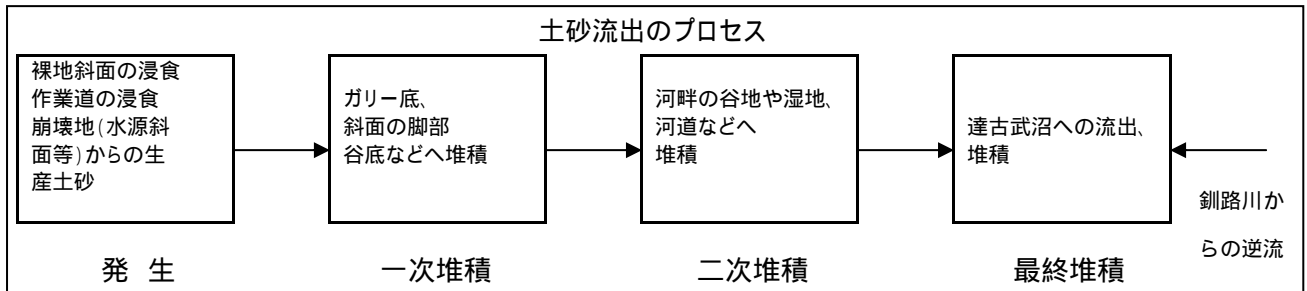 土砂流出のプロセス
裸地斜面の浸食
作業道の浸食
崩壊地(水源斜
面等)からの生
産土砂
ガリー底、
斜面の脚部
谷底などへ堆積
河畔の谷地や湿地、
河道などへ
堆積
達古武沼への流出、
堆積
釧路川か
らの逆流
発 生
一次堆積
二次堆積
最終堆積